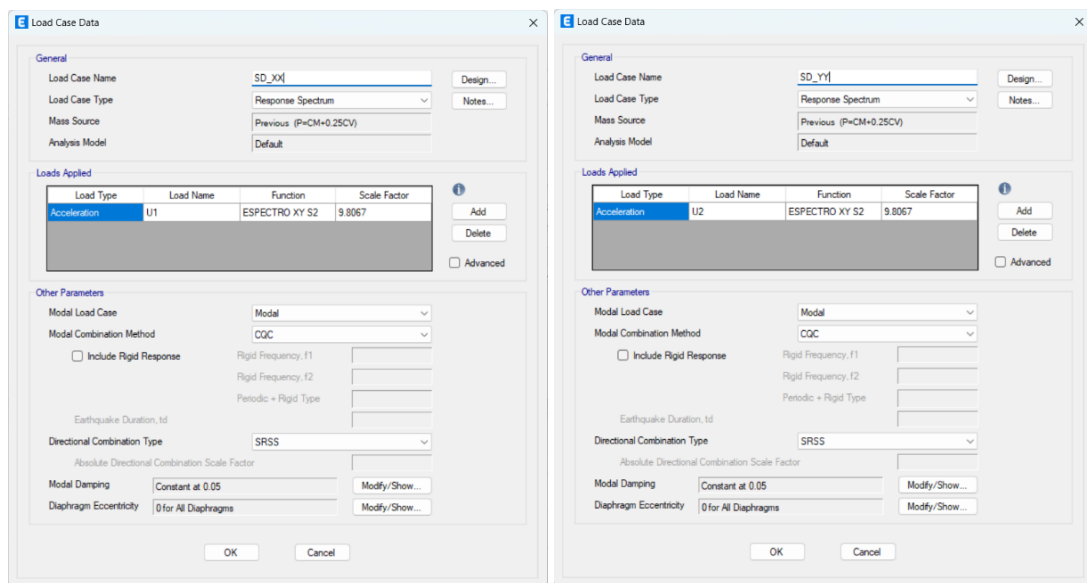 E Load Case Data
General
Load Case Name SD_XX Design...
Load Case Type Response Spectrum Notes...
Mass Source Previous (P=CM+0.25CV)
Analysis Model Default
Loads Applied
Load Type Load Name Function Scale Factor
Acceleration U1 ESPECTRO XY S2 9.8067 Add
Delete
Advanced
Other Parameters
Modal Load Case Modal
Modal Combination Method CQC
Include Rigid Response Rigid Frequency, f1
Rigid Frequency, f2
Periodic + Rigid Type
Earthquake Duration, td
Directional Combination Type SRSS
Absolute Directional Combination Scale Factor
Modal Damping Constant at 0.05 Modify/Show...
Diaphragm Eccentricity 0 for All Diaphragms Modify/Show...
OK Cancel
E Load Case Data
General
Load Case Name SD_YY Design...
Load Case Type Response Spectrum Notes...
Mass Source Previous (P=CM+0.25CV)
Analysis Model Default
Loads Applied
Load Type Load Name Function Scale Factor
Acceleration U2 ESPECTRO XY S2 9.8067 Add
Delete
Advanced
Other Parameters
Modal Load Case Modal
Modal Combination Method CQC
Include Rigid Response Rigid Frequency, f1
Rigid Frequency, f2
Periodic + Rigid Type
Earthquake Duration, td
Directional Combination Type SRSS
Absolute Directional Combination Scale Factor
Modal Damping Constant at 0.05 Modify/Show...
Diaphragm Eccentricity 0 for All Diaphragms Modify/Show...
OK Cancel